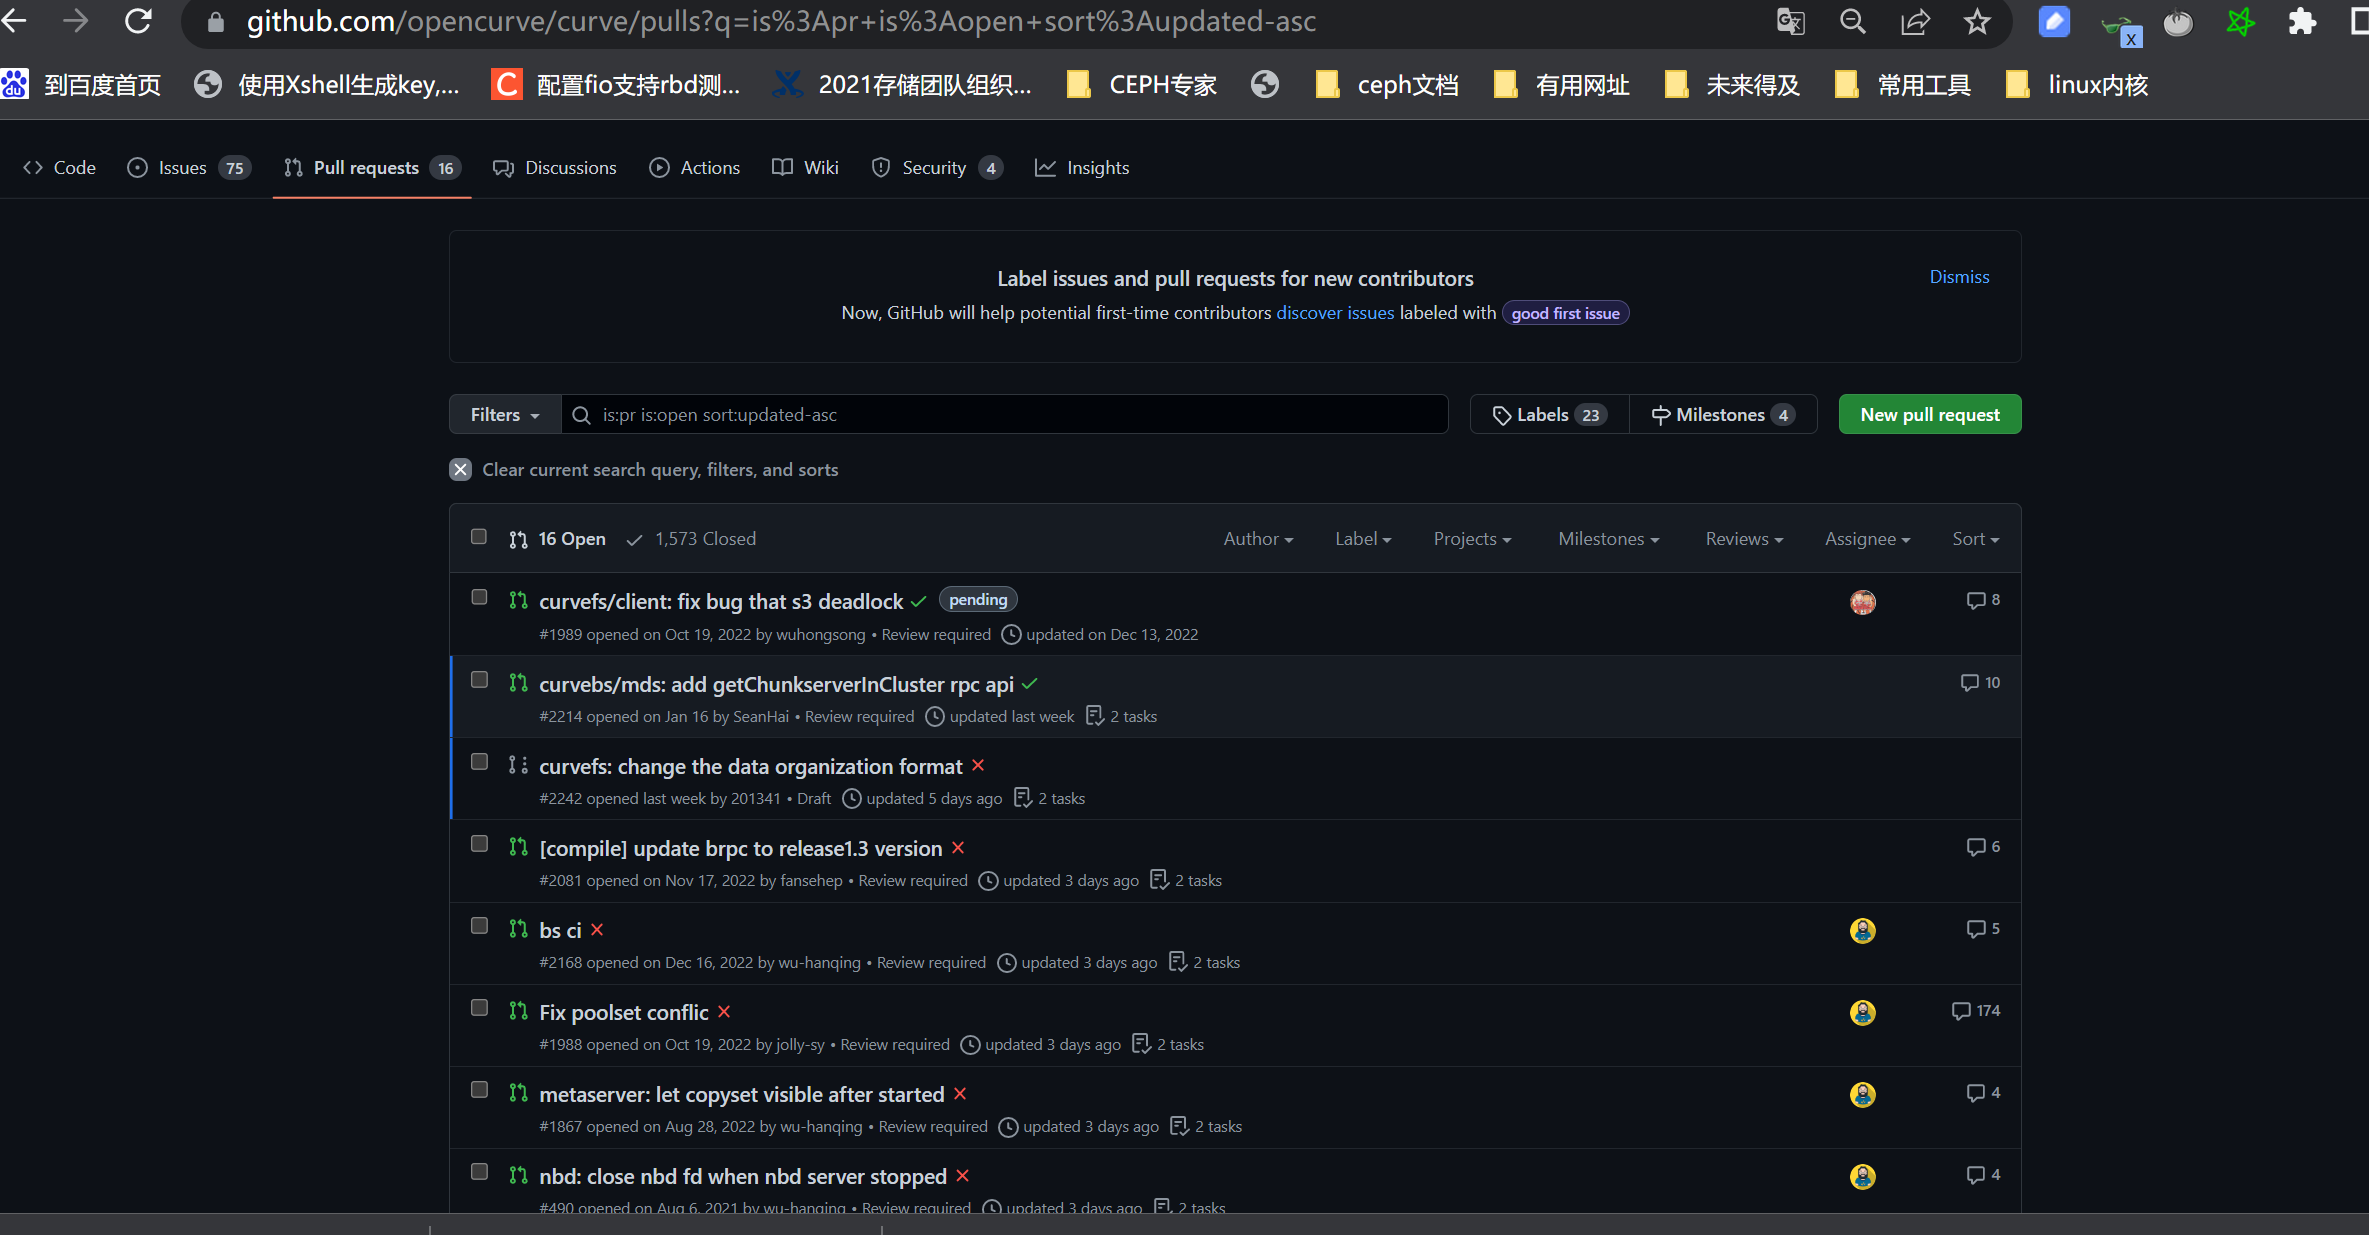 github.com/opencurve/curve/pulls?q=is%3Apr+is%3Aopen+sort%3Aupdated-asc
到百度首页 使用Xshell生成key,... 配置fio支持rbd测... 2021存储团队组织... CEPH专家 ceph文档 有用网址 未来得及 常用工具 linux内核
Code Issues 75 Pull requests 16 Discussions Actions Wiki Security 4 Insights
Label issues and pull requests for new contributors Dismiss
Now, GitHub will help potential first-time contributors discover issues labeled with good first issue
Filters is:pr is:open sort:updated-asc Labels 23 Milestones 4 New pull request
Clear current search query, filters, and sorts
16 Open 1,573 Closed Author Label Projects Milestones Reviews Assignee Sort
curvefs/client: fix bug that s3 deadlock pending 8
#1989 opened on Oct 19, 2022 by wuhongsong • Review required updated on Dec 13, 2022
curvebs/mds: add getChunkserverInCluster rpc api 10
#2214 opened on Jan 16 by SeanHai • Review required updated last week 2 tasks
curvefs: change the data organization format
#2242 opened last week by 201341 • Draft updated 5 days ago 2 tasks
[compile] update brpc to release1.3 version 6
#2081 opened on Nov 17, 2022 by fansehep • Review required updated 3 days ago 2 tasks
bs ci 5
#2168 opened on Dec 16, 2022 by wu-hanqing • Review required updated 3 days ago 2 tasks
Fix poolset conflic 174
#1988 opened on Oct 19, 2022 by jolly-sy • Review required updated 3 days ago 2 tasks
metaserver: let copyset visible after started 4
#1867 opened on Aug 28, 2022 by wu-hanqing • Review required updated 3 days ago 2 tasks
nbd: close nbd fd when nbd server stopped 4
#490 opened on Aug 6, 2021 by wu-hanqing • Review required updated 3 days ago 2 tasks